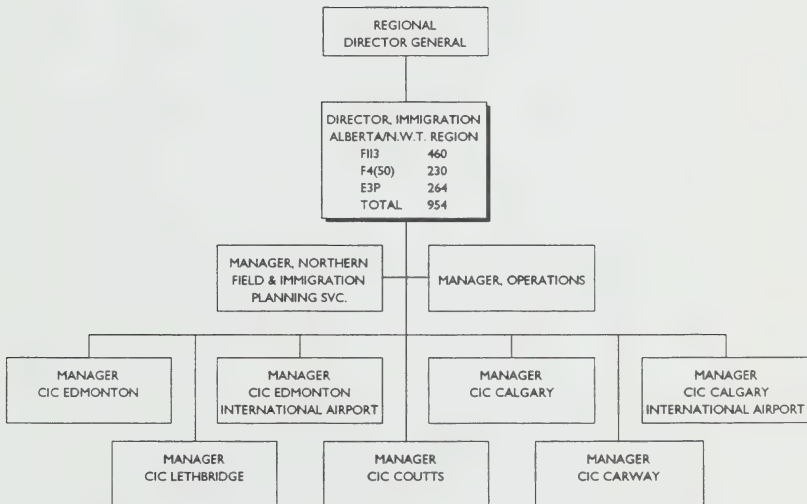 REGIONAL
DIRECTOR GENERAL
DIRECTOR, IMMIGRATION
ALBERTA/N.W.T. REGION
F113 460
F4(50) 230
E3P 264
TOTAL 954
MANAGER, NORTHERN
FIELD & IMMIGRATION
PLANNING SVC.
MANAGER, OPERATIONS
MANAGER
CIC EDMONTON
MANAGER
CIC EDMONTON
INTERNATIONAL AIRPORT
MANAGER
CIC CALGARY
MANAGER
CIC CALGARY
INTERNATIONAL AIRPORT
MANAGER
CIC LETHBRIDGE
MANAGER
CIC COUTTS
MANAGER
CIC CARWAY